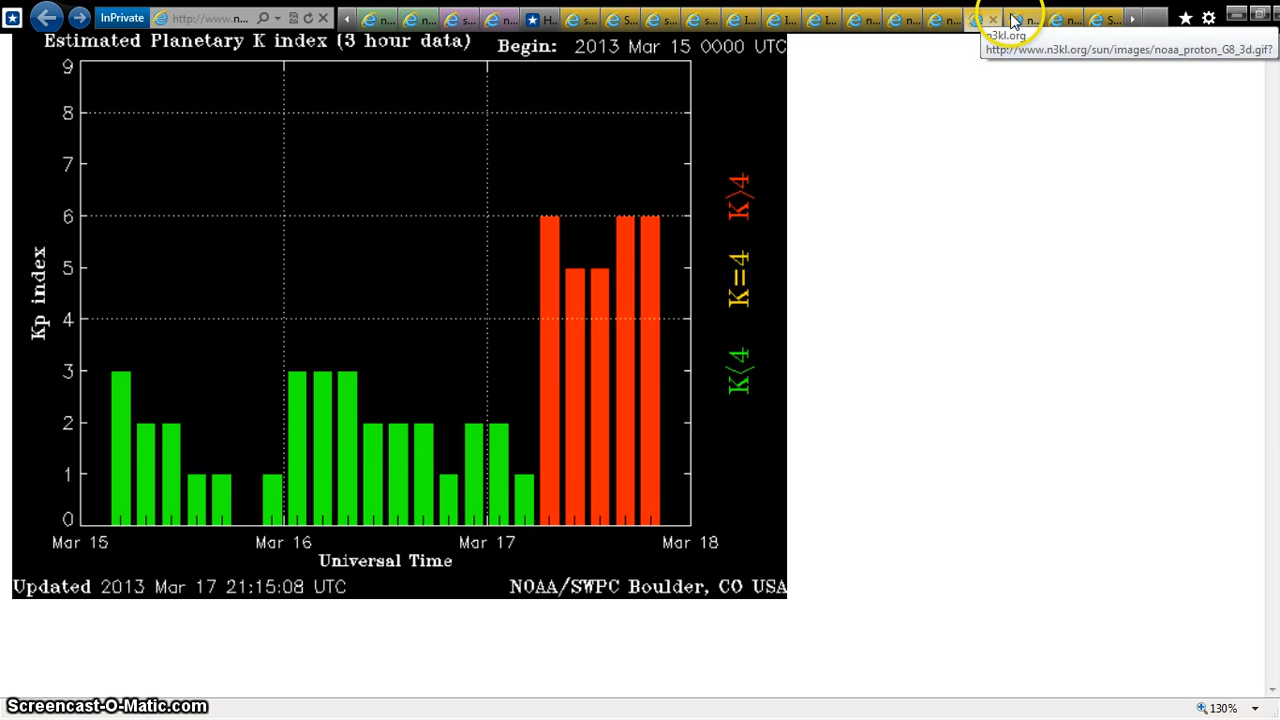 InPrivate
http://www.n...
n...
n...
s...
n...
H...
s...
S...
s...
s...
I...
I...
I...
n...
n...
n...
n...
n...
S...
n3kl.org
http://www.n3kl.org/sun/images/noaa_proton_G8_3d.gif?
Estimated Planetary K index (3 hour data)
Begin: 2013 Mar 15 0000 UTC
9
8
7
6
5
4
3
2
1
0
Kp index
K>4
K=4
K<4
Mar 15
Mar 16
Mar 17
Mar 18
Universal Time
Updated 2013 Mar 17 21:15:08 UTC
NOAA/SWPC Boulder, CO USA
Screencast-O-Matic.com
130%